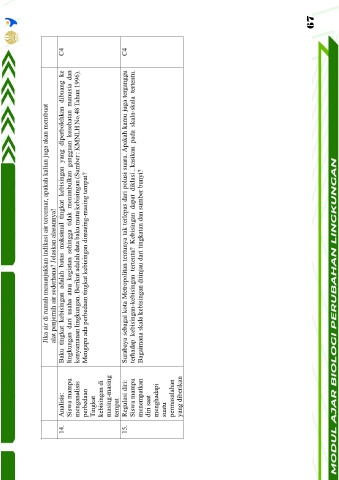 Jika air di rumah menunjukkan indikasi air tercemar, apakah kalian juga akan membuat
alat penjernih air sederhana? Jelaskan alasannya!
14.
Analisis:
Siswa mampu
menganalisis
perbedaan
Tingkat
kebisingan di
masing-masing
tempat
Baku tingkat kebisingan adalah batas maksimal tingkat kebisingan yang diperbolehkan dibuang ke
lingkungan dari usaha atau kegiatan sehingga tidak menimbulkan gangguan kesehatan manusia dan
kenyamanan lingkungan. Berikut adalah data baku mutu kebisingan (Sumber : KMNLH No.48 Tahun 1996).
Mengapa ada perbedaan tingkat kebisingan dimasing-masing tempat?
C4
15.
Regulasi diri:
Siswa mampu
menempatkan
diri saat
menghadapi
suatu
permasalahan
yang diberikan
Surabaya sebagai kota Metropolitan tentunya tak terlepas dari polusi suara. Apakah kamu juga terganggu
terhadap kebisingan-kebisingan tersebut? Kebisingan dapat diklasifikasikan pada skala-skala tertentu.
Bagaimana skala kebisingan ditinjau dari tingkatan dan sumber bunyi?
C4
67
MODUL AJAR BIOLOGI PERUBAHAN LINGKUNGAN